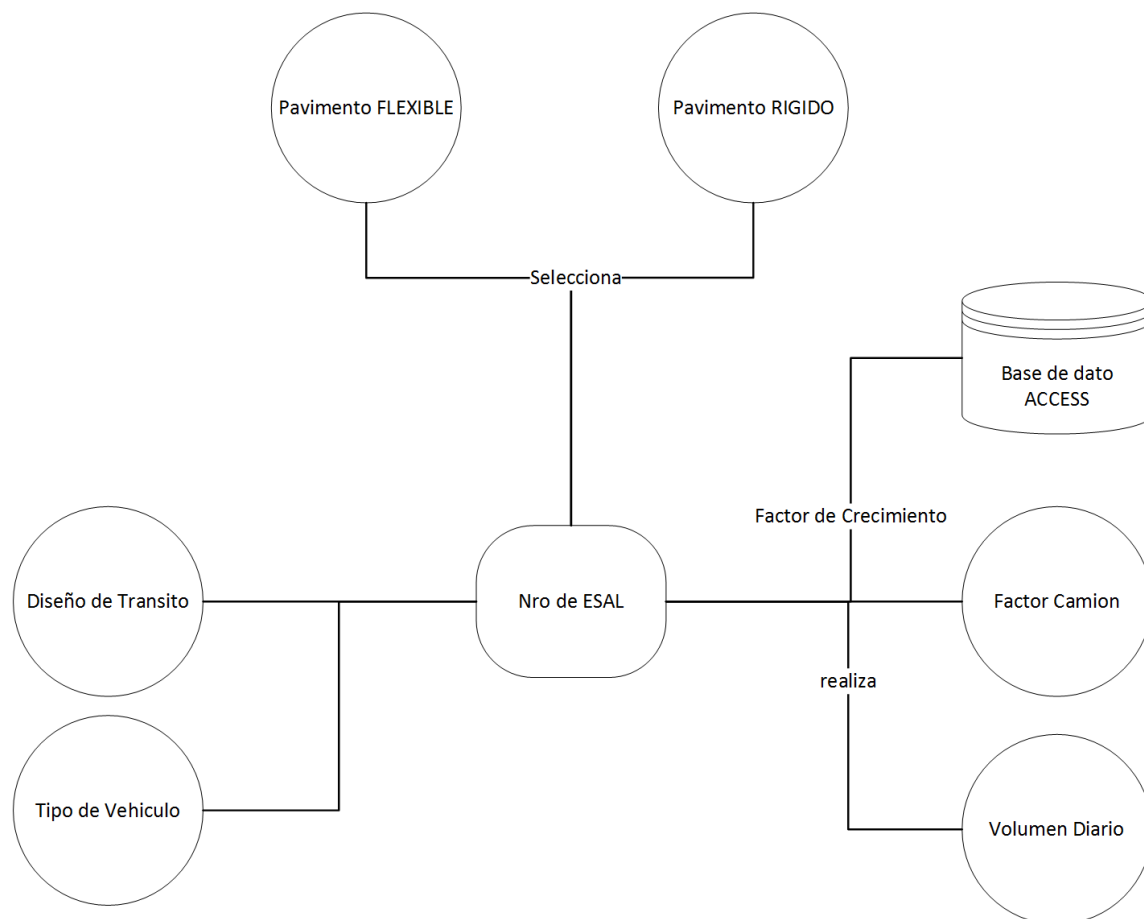 Pavimento FLEXIBLE
Pavimento RIGIDO
Selecciona
Base de dato
ACCESS
Factor de Crecimiento
Diseño de Transito
Nro de ESAL
Factor Camion
realiza
Tipo de Vehiculo
Volumen Diario